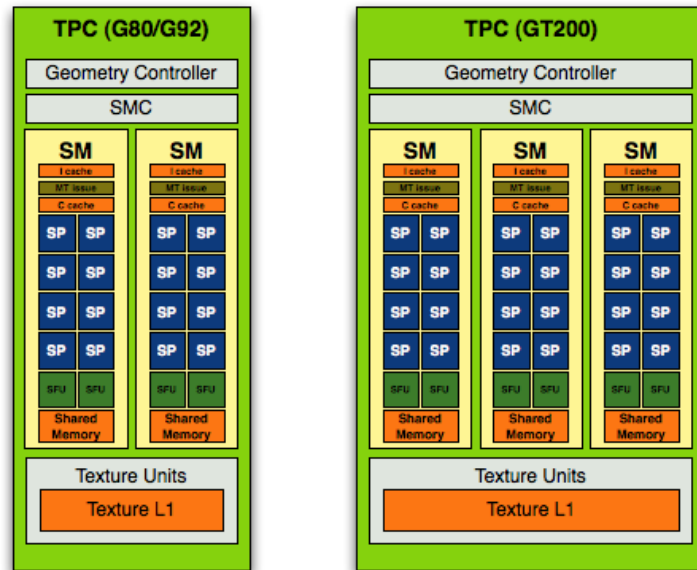 TPC (G80/G92)
Geometry Controller
SMC
SM SM
I cache I cache
MT issue MT issue
C cache C cache
SP SP SP SP
SP SP SP SP
SP SP SP SP
SP SP SP SP
SFU SFU SFU SFU
Shared Memory Shared Memory
Texture Units
Texture L1
TPC (GT200)
Geometry Controller
SMC
SM SM SM
I cache I cache I cache
MT issue MT issue MT issue
C cache C cache C cache
SP SP SP SP SP SP
SP SP SP SP SP SP
SP SP SP SP SP SP
SP SP SP SP SP SP
SFU SFU SFU SFU SFU SFU
Shared Memory Shared Memory Shared Memory
Texture Units
Texture L1